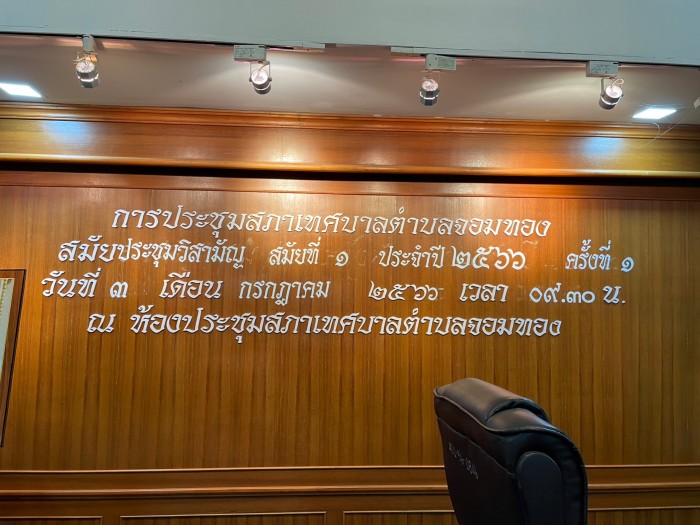 การประชุมสภาเทศบาลตำบลจอมทอง
สมัยประชุมวิสามัญ สมัยที่ ๑ ประจำปี ๒๕๖๖ ครั้งที่ ๑
วันที่ ๓ เดือน กรกฎาคม ๒๕๖๖ เวลา ๐๙.๓๐ น.
ณ ห้องประชุมสภาเทศบาลตำบลจอมทอง